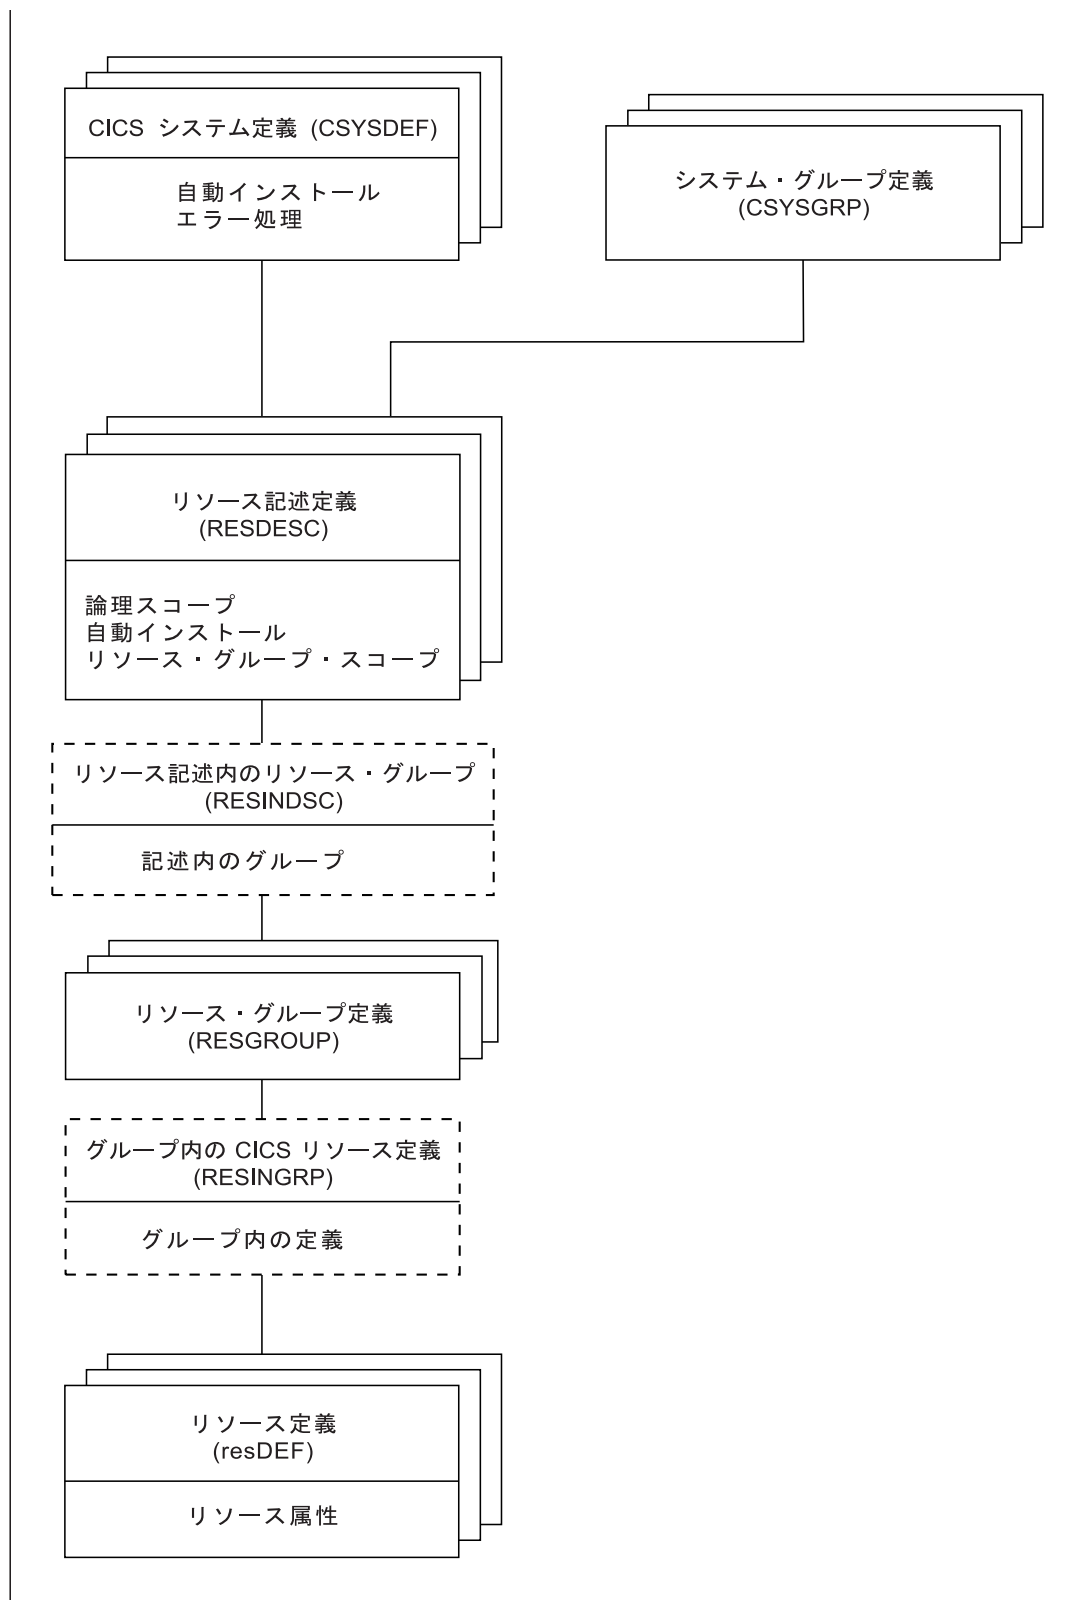 CICS システム定義 (CSYSDEF)
自動インストール
エラー処理
システム・グループ定義
(CSYSGRP)
リソース記述定義
(RESDESC)
論理スコープ
自動インストール
リソース・グループ・スコープ
リソース記述内のリソース・グループ
(RESINDSC)
記述内のグループ
リソース・グループ定義
(RESGROUP)
グループ内の CICS リソース定義
(RESINGRP)
グループ内の定義
リソース定義
(resDEF)
リソース属性